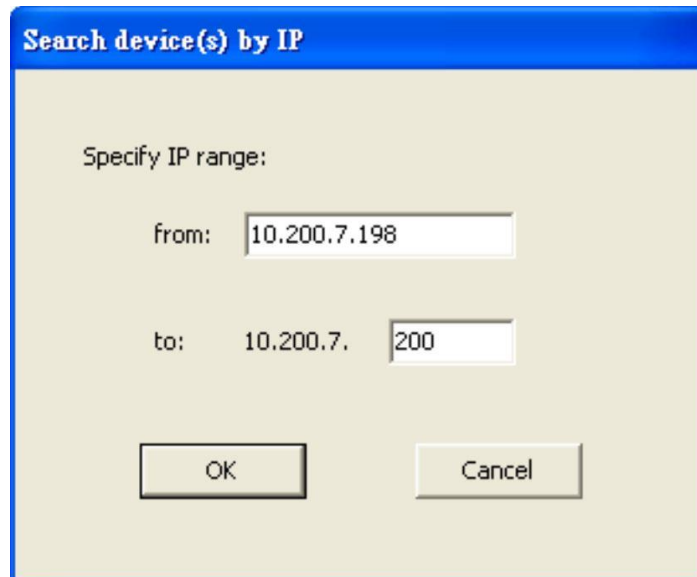 Search device(s) by IP
Specify IP range:
from: 10.200.7.198
to: 10.200.7. 200
OK Cancel